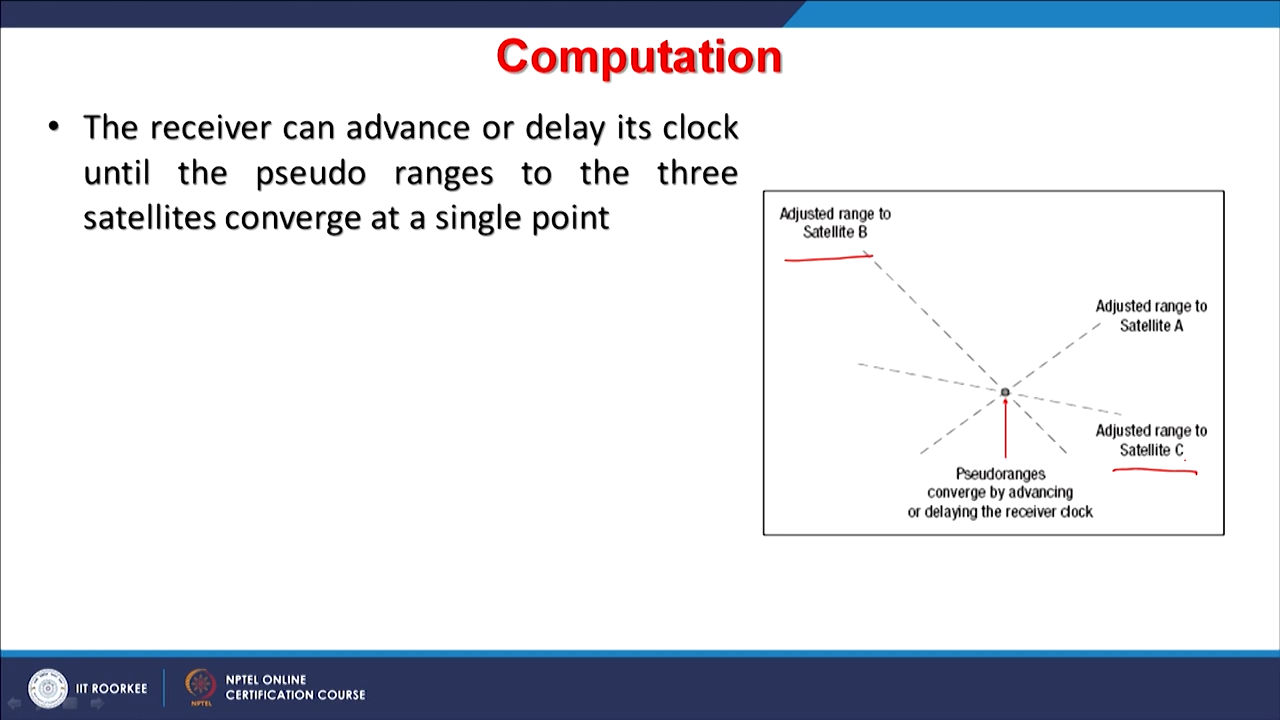 Computation
• The receiver can advance or delay its clock
until the pseudo ranges to the three
satellites converge at a single point
Adjusted range to
Satellite B
Adjusted range to
Satellite A
Adjusted range to
Satellite C
Pseudoranges
converge by advancing
or delaying the receiver clock
IIT ROORKEE
NPTEL
NPTEL ONLINE
CERTIFICATION COURSE